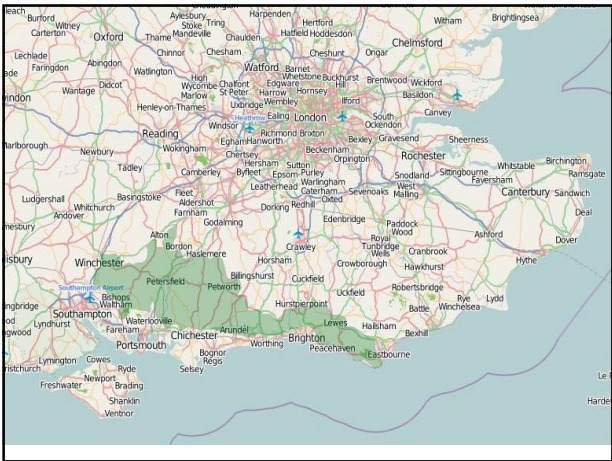 Burford
Witney
Carterton
Oxford
Aylesbury
Stoke
Tring
Thame
Mandeville
Harpenden
Hertford
Hatfield Hoddesdon
Chelmsford
Witham
Brightlingsea
Lechlade
Faringdon
Abingdon
Chinnor
Chesham
Chaulden
Cheshunt
Ongar
Watford
Barnet
Whetstone Buckhurst
Hill
Brentwood
Wickford
Basildon
Canvey
Wantage
Didcot
Watlington
High
Wycombe
Marlow
Chalfont
St Peter
Edgware
Harrow
Hornsey
Wembley
Ilford
Uxbridge
Henley-on-Thames
Heathrow
Ealing
London
South
Ockendon
Windsor
Richmond Brixton
Bexley
Gravesend
Sheerness
Reading
Egham
Hanworth
Beckenham
Orpington
Rochester
Wokingham
Chertsey
Marlborough
Newbury
Tadley
Camberley
Byfleet
Sutton
Epsom
Purley
Leatherhead
Warlingham
Caterham
Oxted
Sevenoaks
Snodland
West
Malling
Sittingbourne
Faversham
Whitstable
Birchington
Ramsgate
Canterbury
Sandwich
Deal
Dover
Ludgershall
Andover
Whitchurch
Basingstoke
Fleet
Aldershot
Farnham
Godalming
Dorking
Redhill
Edenbridge
Paddock
Wood
Royal
Tunbridge
Wells
Cranbrook
Ashford
Hythe
Alton
Bordon
Haslemere
Crawley
Horsham
Crowborough
Hawkhurst
Winchester
Petersfield
Petworth
Billingshurst
Cuckfield
Uckfield
Robertsbridge
Rye
Lydd
Winchelsea
Battle
Southampton Airport
Bishops
Waltham
Southampton
Hurstpierpoint
Lewes
Hailsham
Bexhill
Lyndhurst
Fareham
Waterlooville
Portsmouth
Chichester
Arundel
Worthing
Brighton
Peacehaven
Eastbourne
Bognor
Regis
Selsey
Lymington
Cowes
Ryde
Newport
Brading
Freshwater
Shanklin
Ventnor